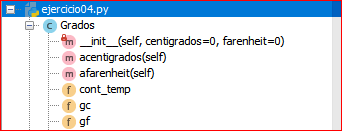 ejercicio04.py
C Grados
m __init__(self, centigrados=0, farenheit=0)
m acentigrados(self)
m afarenheit(self)
f cont_temp
f gc
f gf